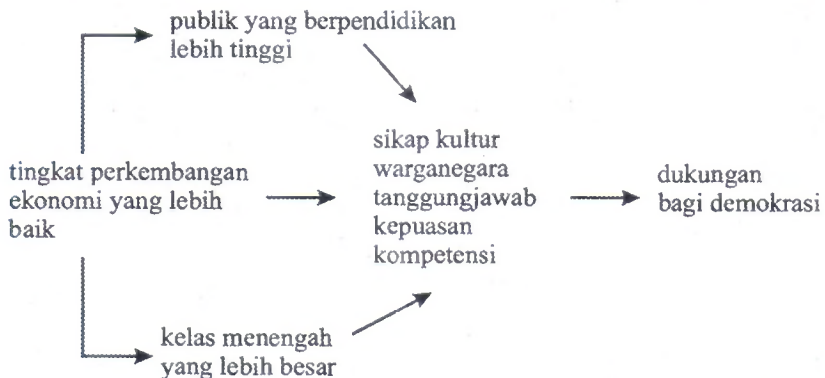 publik yang berpendidikan
lebih tinggi
tingkat perkembangan
ekonomi yang lebih
baik
sikap kultur
warganegara
tanggungjawab
kepuasan
kompetensi
dukungan
bagi demokrasi
kelas menengah
yang lebih besar